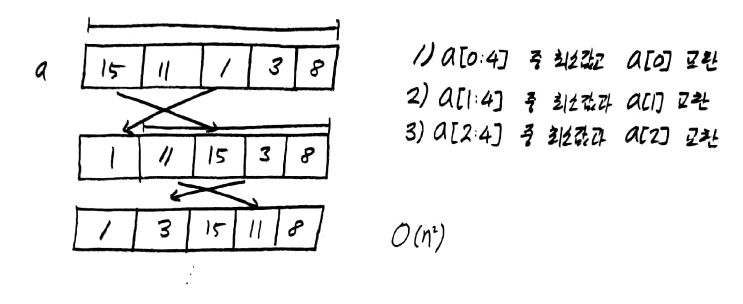 a 15 11 1 3 8
1 11 15 3 8
1 3 15 11 8
1) a[0:4] 중 최소값과 a[0] 교환
2) a[1:4] 중 최소값과 a[1] 교환
3) a[2:4] 중 최소값과 a[2] 교환
O(n²)